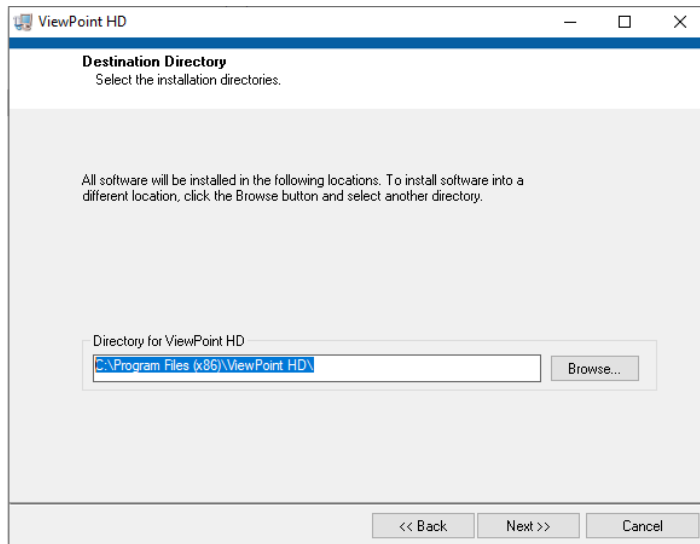 ViewPoint HD
Destination Directory
Select the installation directories.
All software will be installed in the following locations. To install software into a
different location, click the Browse button and select another directory.
Directory for ViewPoint HD
C:\Program Files (x86)\ViewPoint HD\
Browse...
<< Back
Next >>
Cancel